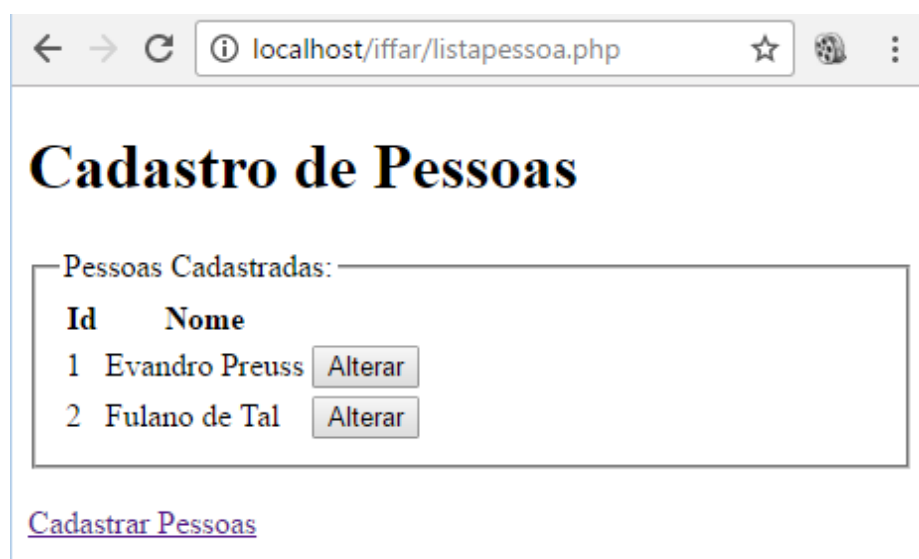 localhost/iffar/listapessoa.php
Cadastro de Pessoas
Pessoas Cadastradas:
Id Nome
1 Evandro Preuss Alterar
2 Fulano de Tal Alterar
Cadastrar Pessoas